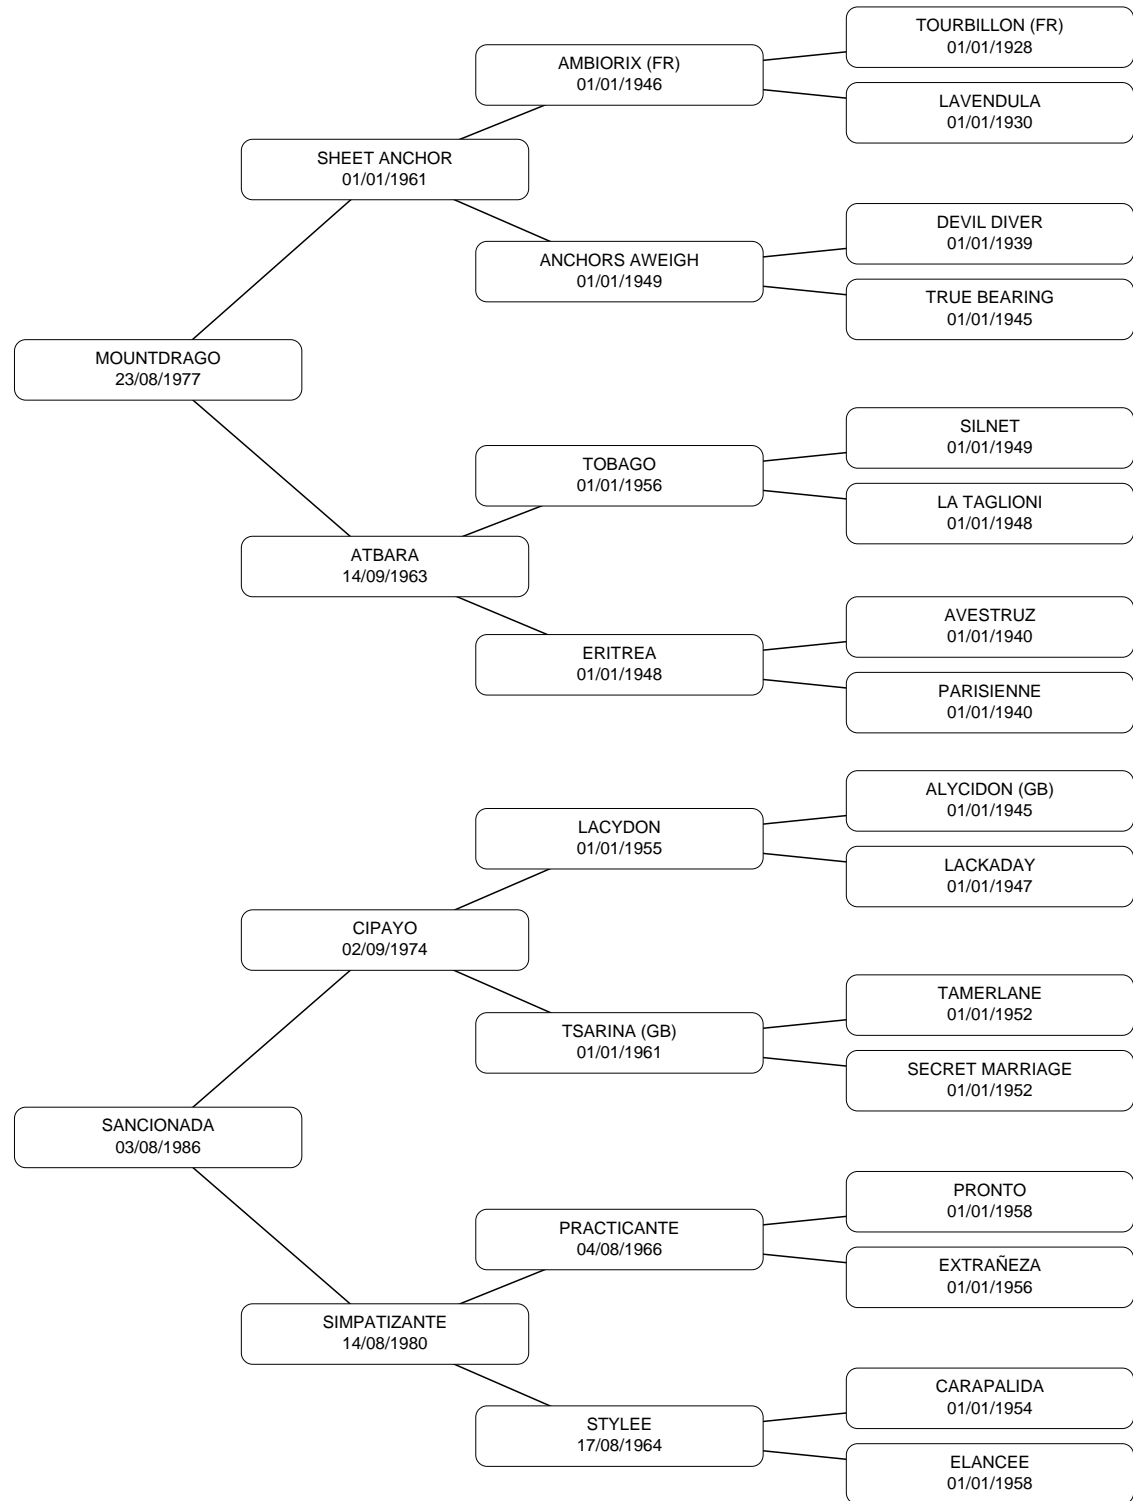 TOURBILLON (FR)
01/01/1928
AMBIORIX (FR)
01/01/1946
LAVENDULA
01/01/1930
SHEET ANCHOR
01/01/1961
DEVIL DIVER
01/01/1939
ANCHORS AWEIGH
01/01/1949
TRUE BEARING
01/01/1945
MOUNTDRAGO
23/08/1977
SILNET
01/01/1949
TOBAGO
01/01/1956
LA TAGLIONI
01/01/1948
ATBARA
14/09/1963
AVESTRUZ
01/01/1940
ERITREA
01/01/1948
PARISIENNE
01/01/1940
ALYCIDON (GB)
01/01/1945
LACYDON
01/01/1955
LACKADAY
01/01/1947
CIPAYO
02/09/1974
TAMERLANE
01/01/1952
TSARINA (GB)
01/01/1961
SECRET MARRIAGE
01/01/1952
SANCIONADA
03/08/1986
PRONTO
01/01/1958
PRACTICANTE
04/08/1966
EXTRAÑEZA
01/01/1956
SIMPATIZANTE
14/08/1980
CARAPALIDA
01/01/1954
STYLEE
17/08/1964
ELANCEE
01/01/1958